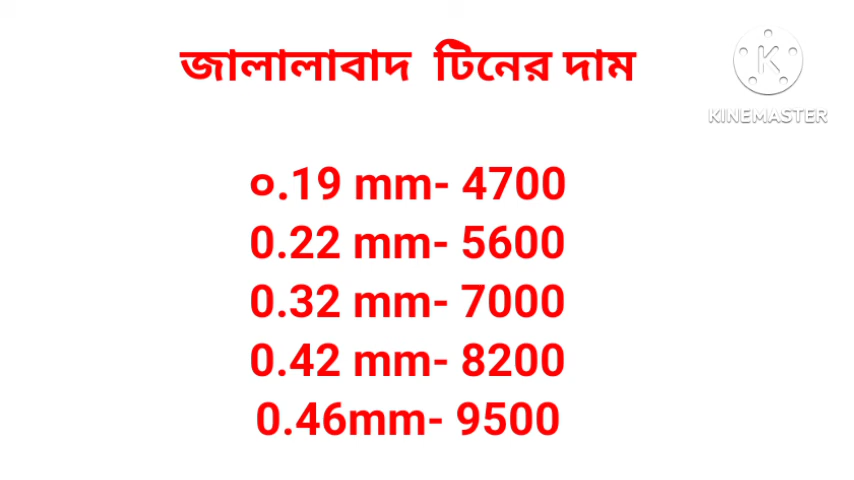 জালালাবাদ টিনের দাম
K
KINEMASTER
০.19 mm- 4700
0.22 mm- 5600
0.32 mm- 7000
0.42 mm- 8200
0.46mm- 9500